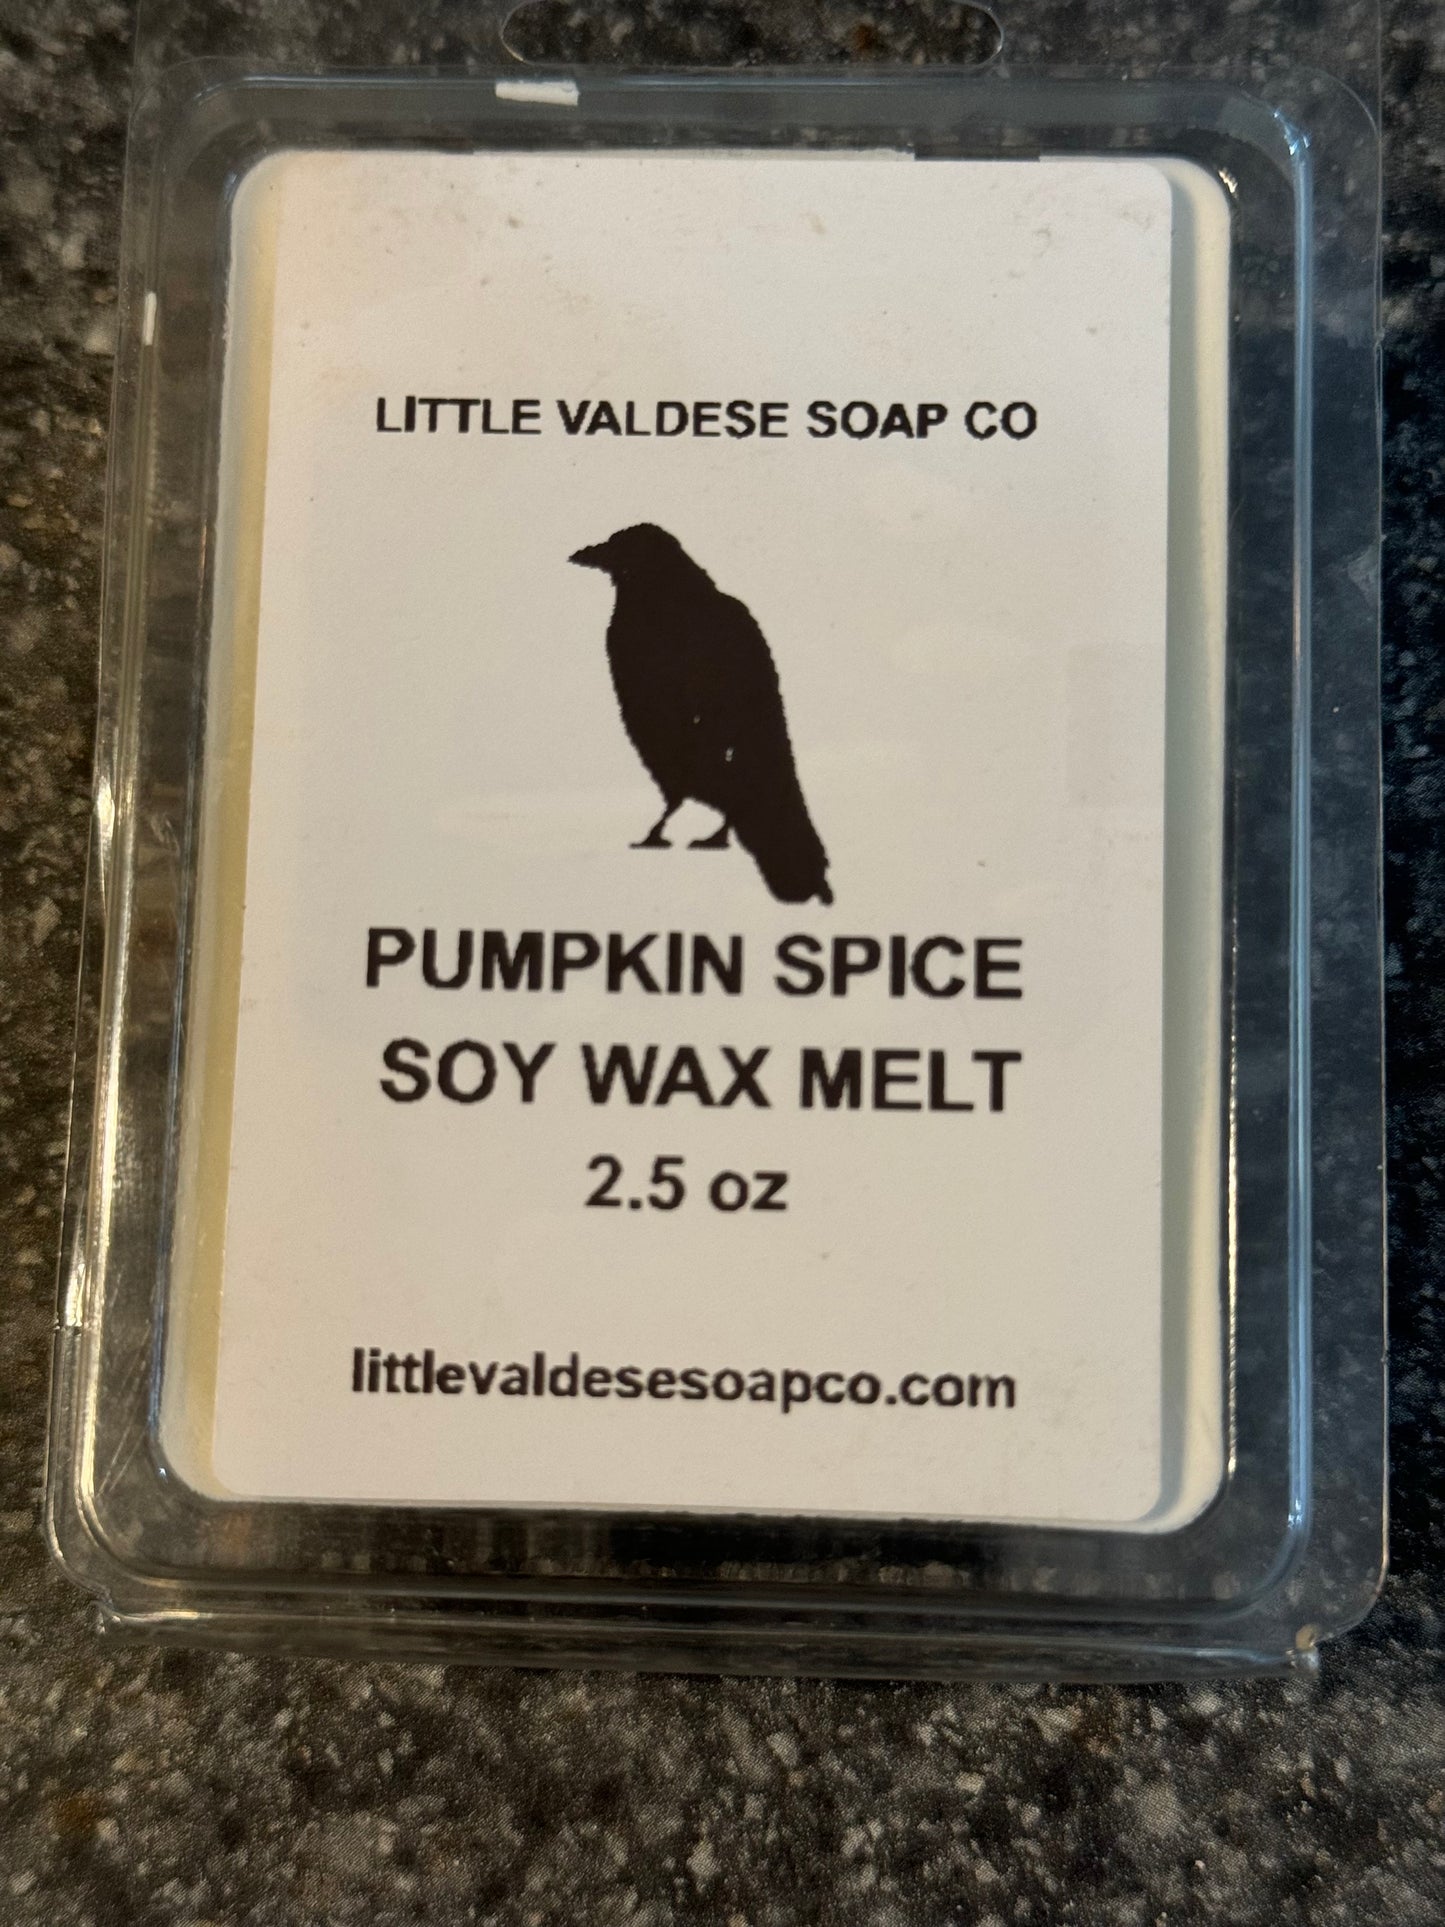 LITTLE VALDESE SOAP CO
PUMPKIN SPICE
SOY WAX MELT
2.5 oz
littlevaldesesoapco.com